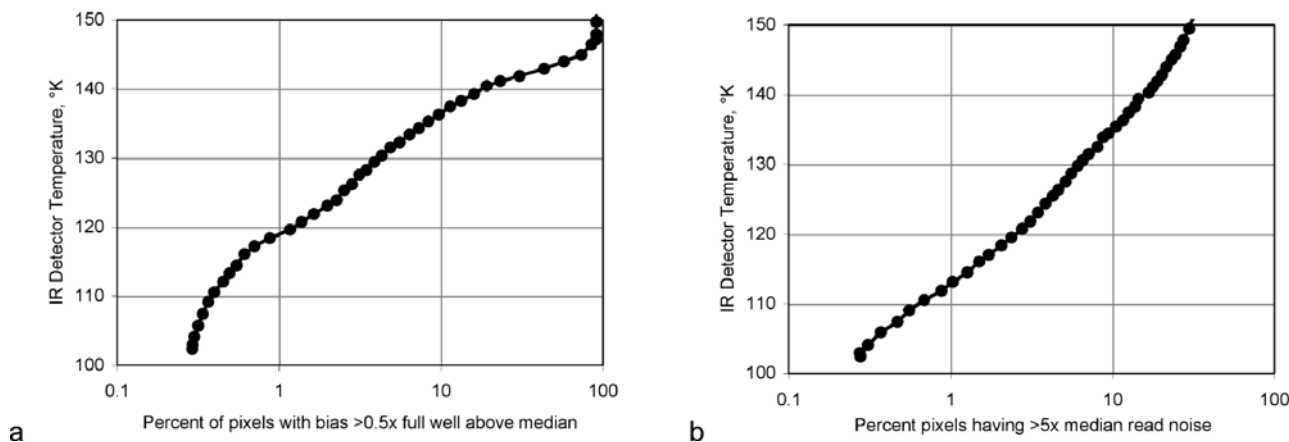 150
140
130
120
110
100
IR Detector Temperature, °K
0.1 1 10 100
Percent of pixels with bias >0.5x full well above median
a
150
140
130
120
110
100
IR Detector Temperature, °K
0.1 1 10 100
Percent pixels having >5x median read noise
b